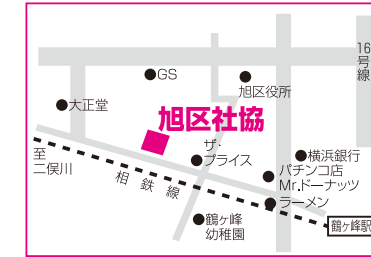 16号線
GS
旭区役所
大正堂
旭区社協
ザ・
プライス
横浜銀行
パチンコ店
Mr.ドーナッツ
至
二俣川
相鉄線
ラーメン
鶴ヶ峰
幼稚園
鶴ヶ峰駅